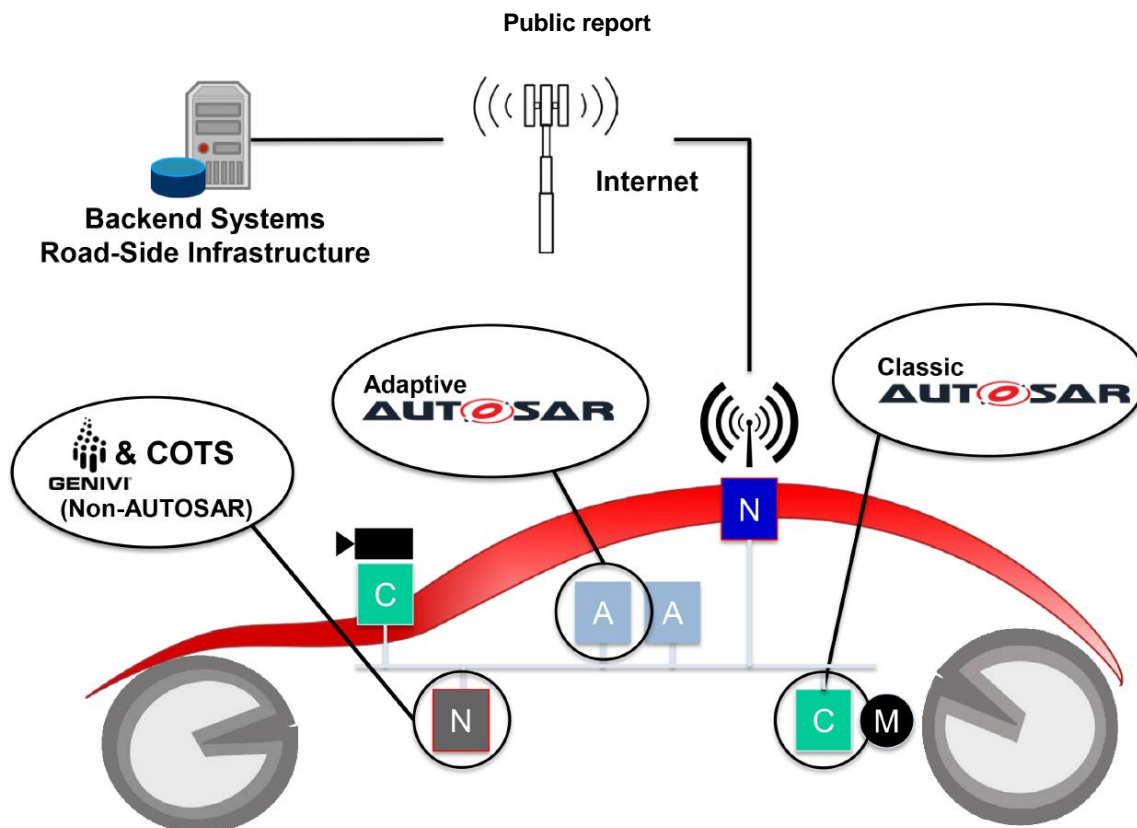 Public report
Internet
Backend Systems
Road-Side Infrastructure
Adaptive
AUTOSAR
Classic
AUTOSAR
& COTS
GENIVI®
(Non-AUTOSAR)
N
C
A
A
N
C
M